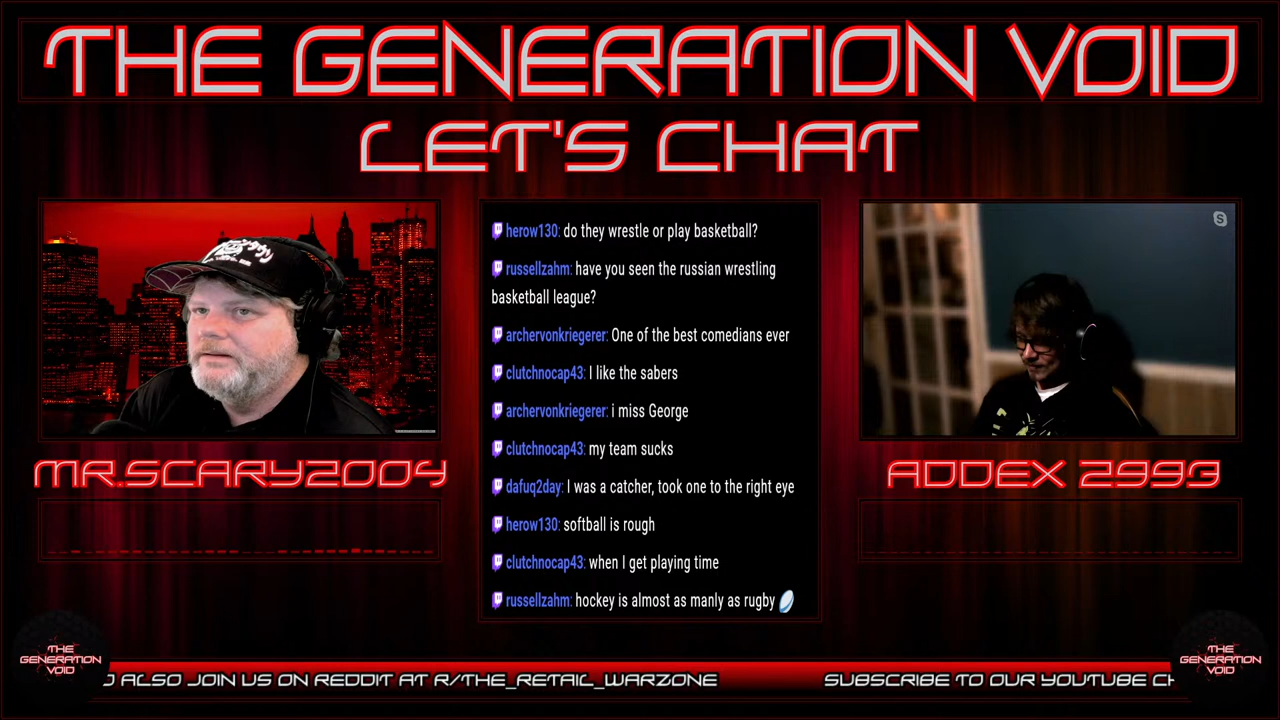 THE GENERATION VOID
LET'S CHAT
herow130: do they wrestle or play basketball?
russellzahm: have you seen the russian wrestling
basketball league?
archervonkriegerer: One of the best comedians ever
clutchnocap43: I like the sabers
archervonkriegerer: i miss George
clutchnocap43: my team sucks
dafuq2day: I was a catcher, took one to the right eye
herow130: softball is rough
clutchnocap43: when I get playing time
russellzahm: hockey is almost as manly as rugby 🏉
MR.SCARY2004
ADDEX 2993
THE
GENERATION
VOID
ALSO JOIN US ON REDDIT AT R/THE_RETAIL_WARZONE
SUBSCRIBE TO OUR YOUTUBE CH
THE
GENERATION
VOID